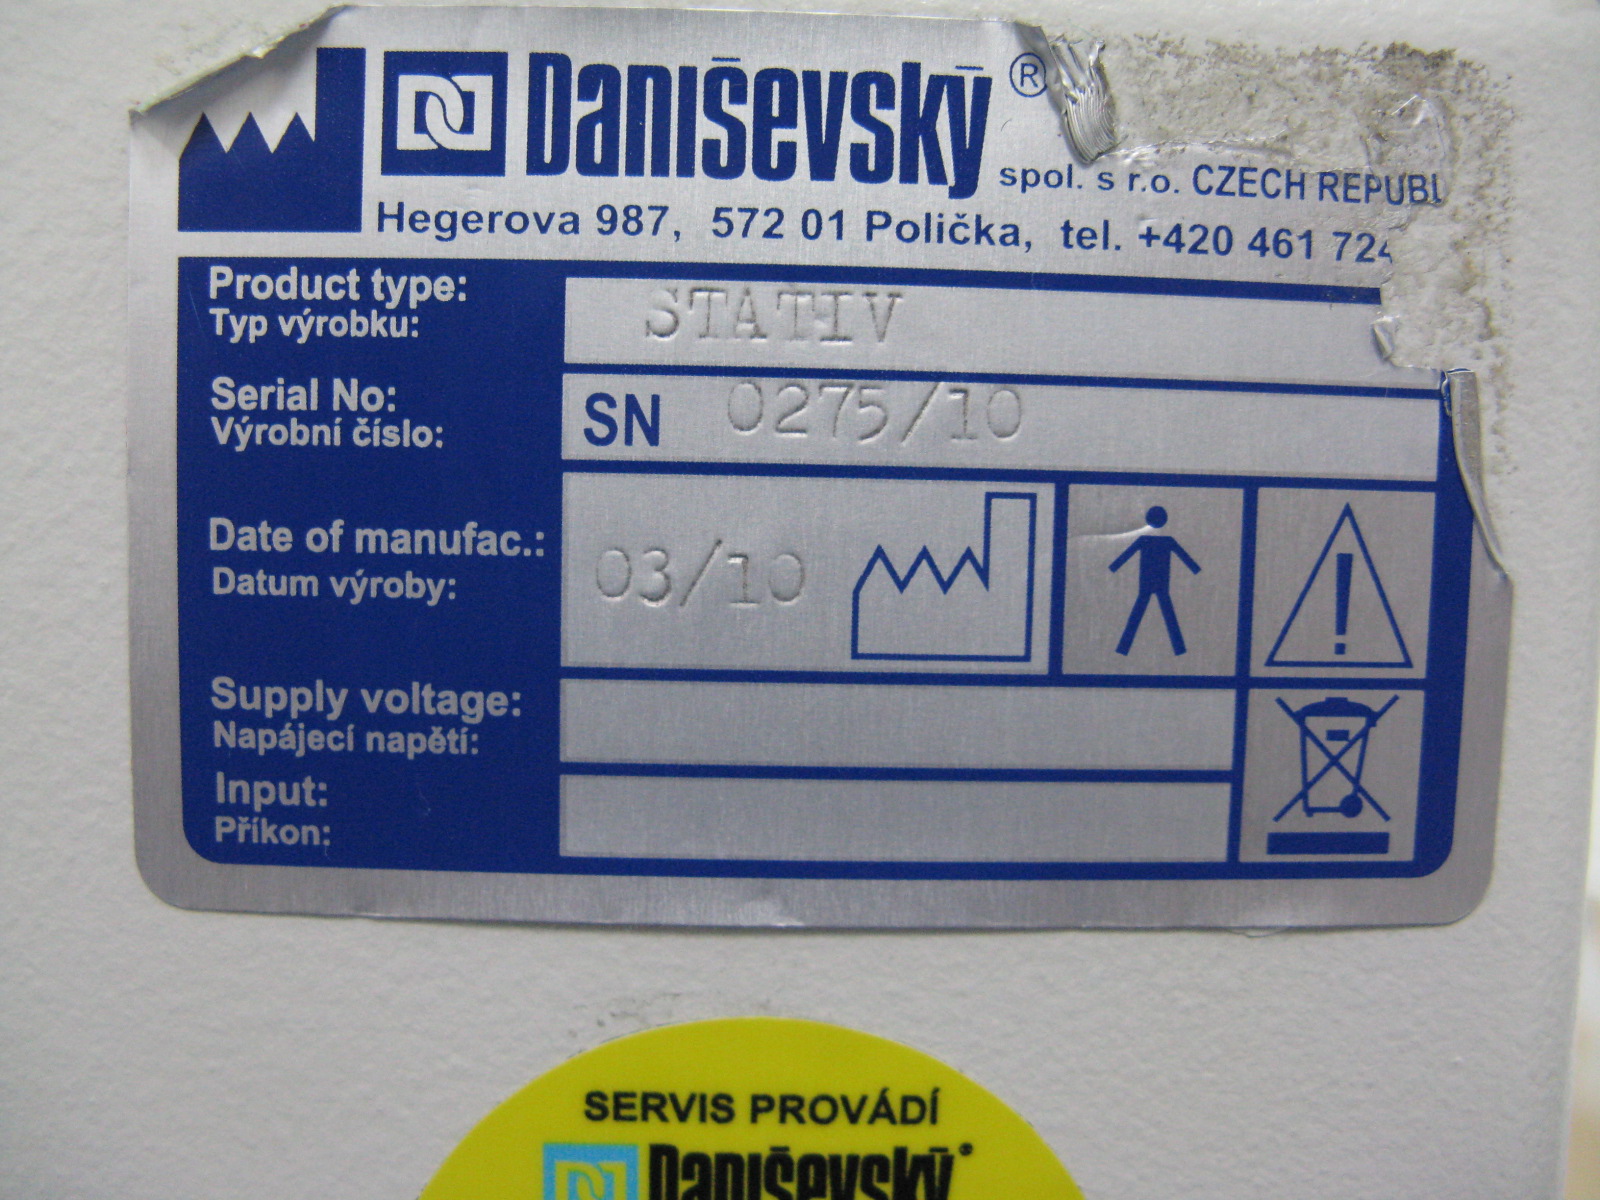 Daniševský ®
spol. s r.o. CZECH REPUBL
Hegerova 987, 572 01 Polička, tel. +420 461 724
Product type: STATIV
Typ výrobku:
Serial No: SN 0275/10
Výrobní číslo:
Date of manufac.: 03/10
Datum výroby:
Supply voltage:
Napájecí napětí:
Input:
Příkon:
SERVIS PROVÁDÍ
Daniševský